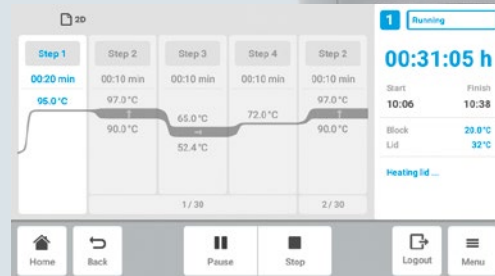 2D
1 Running
Step 1 Step 2 Step 3 Step 4 Step 2
00:20 min 00:10 min 00:10 min 00:10 min 00:10 min
95.0°C 97.0°C 65.0°C 72.0°C 97.0°C
90.0°C 52.4°C 90.0°C
1 / 30 2 / 30
00:31:05 h
Start Finish
10:06 10:38
Block 20.0°C
Lid 32°C
Heating lid ...
Home Back Pause Stop Logout Menu